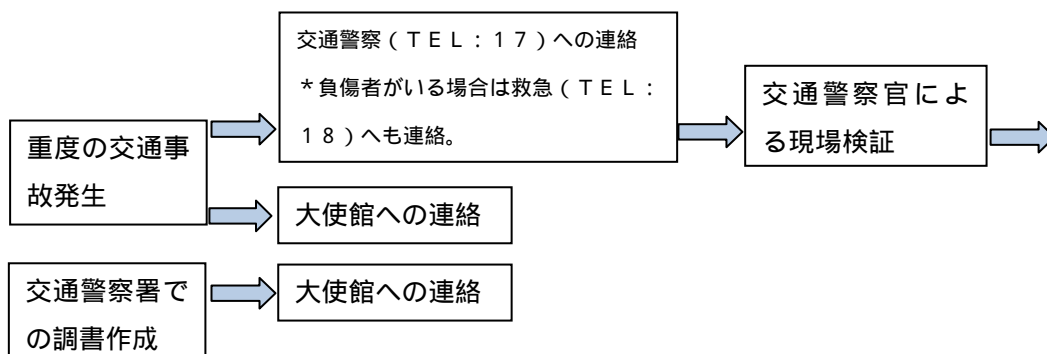 交通警察(TEL:17)への連絡
*負傷者がいる場合は救急(TEL:
18)へも連絡。
交通警察官によ
る現場検証
重度の交通事
故発生
大使館への連絡
交通警察署で
の調書作成
大使館への連絡